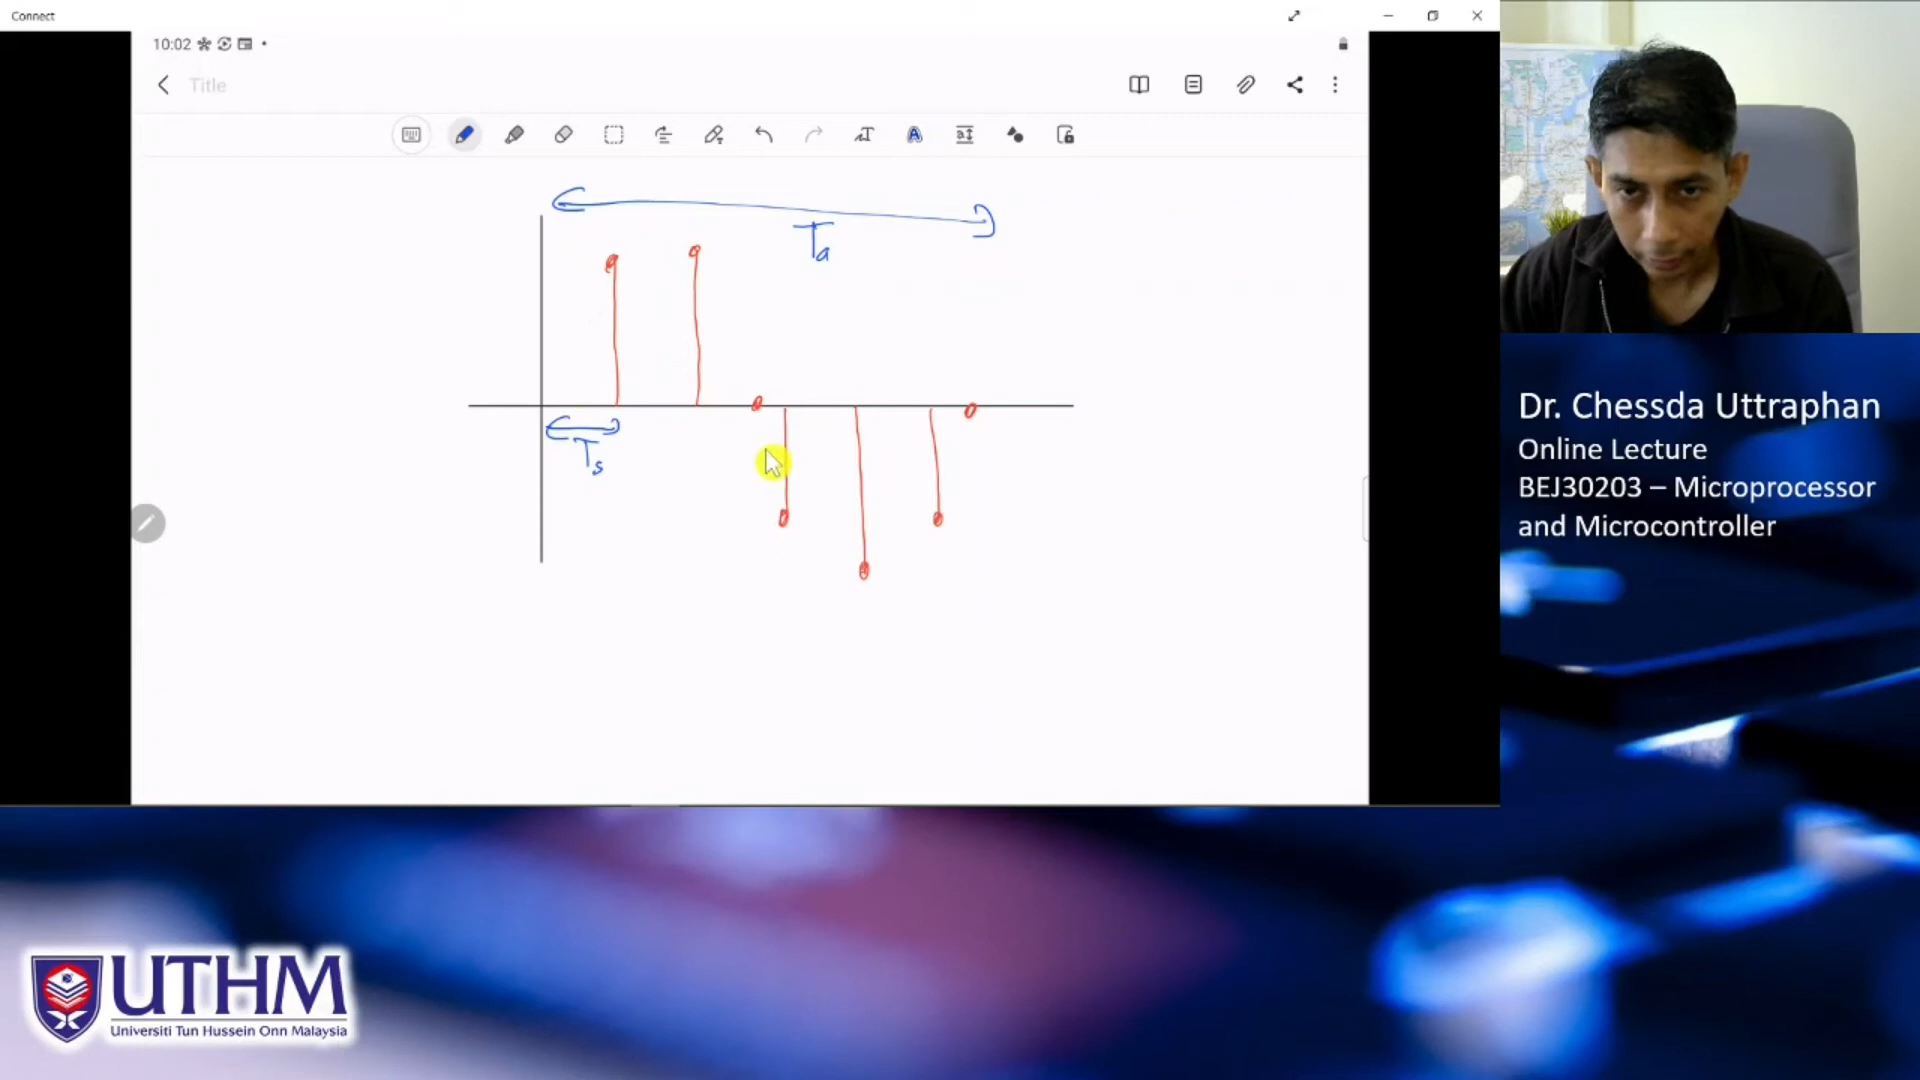 Connect
10:02
Title
Ta
Ts
Dr. Chessda Uttraphan
Online Lecture
BEJ30203 – Microprocessor
and Microcontroller
UTHM
Universiti Tun Hussein Onn Malaysia